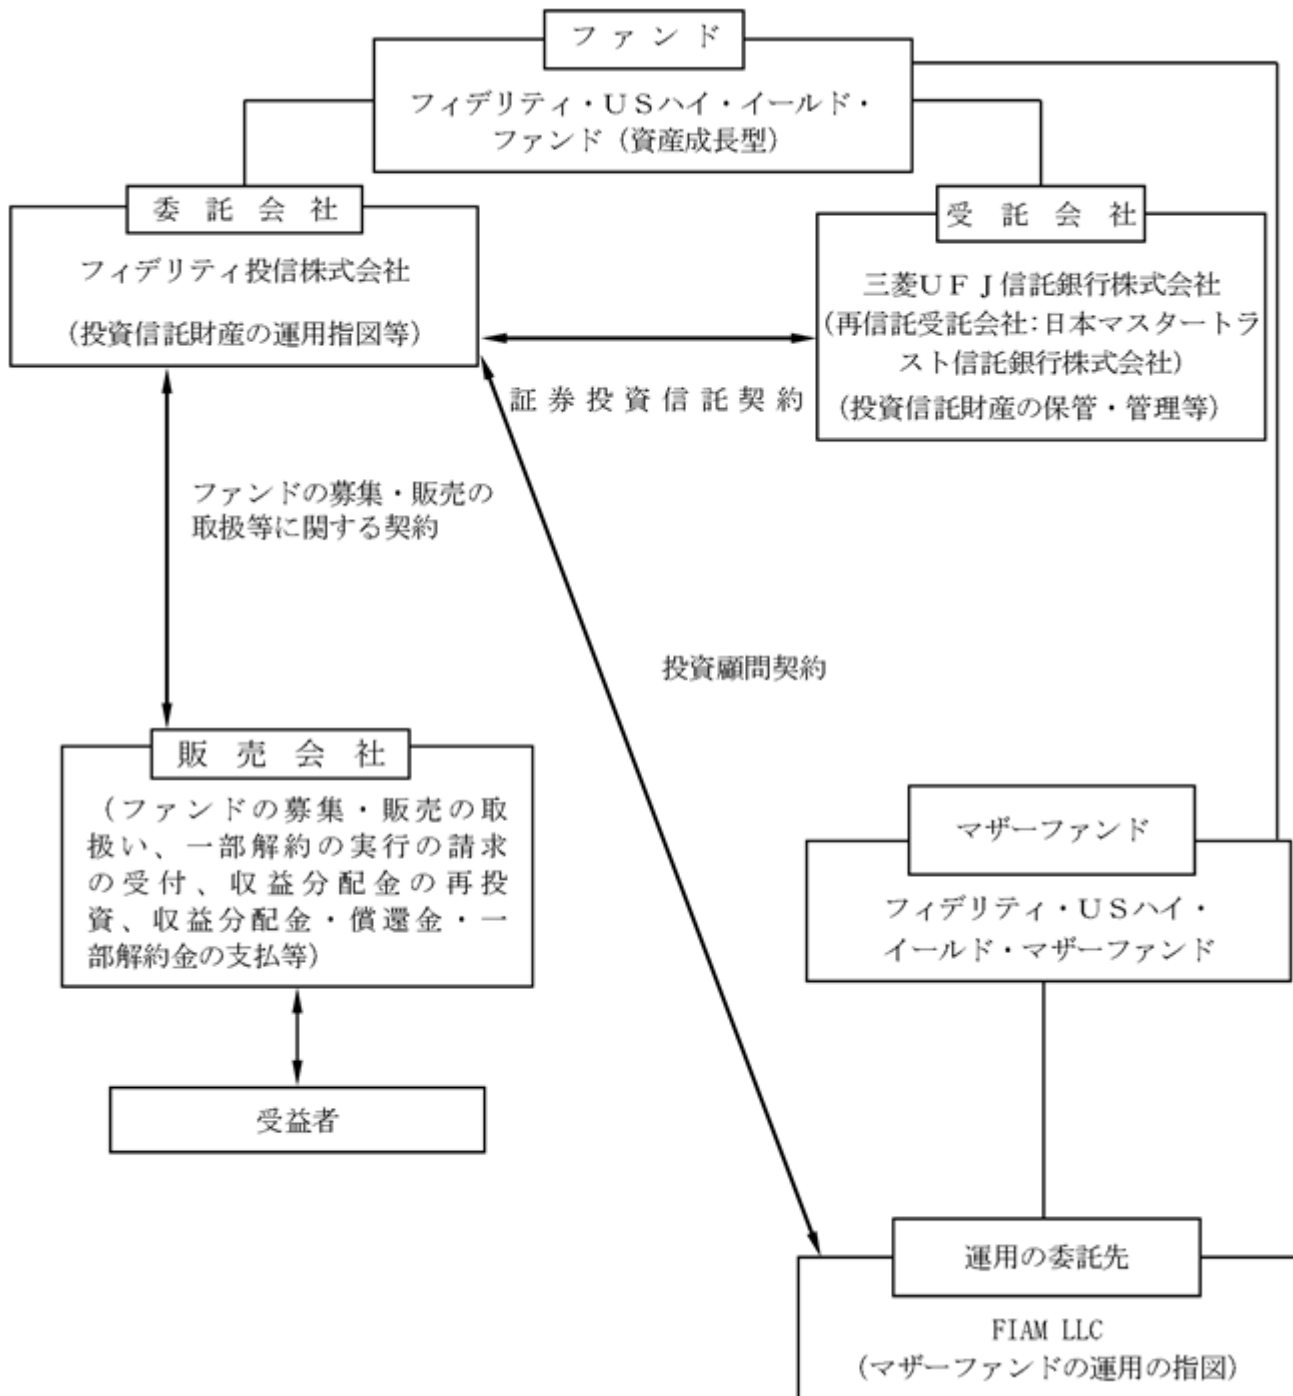 ファンド
フィデリティ・ＵＳハイ・イールド・
ファンド（資産成長型）
委託会社
フィデリティ投信株式会社
（投資信託財産の運用指図等）
受託会社
三菱ＵＦＪ信託銀行株式会社
（再信託受託会社：日本マスタートラ
スト信託銀行株式会社）
（投資信託財産の保管・管理等）
証券投資信託契約
ファンドの募集・販売の
取扱等に関する契約
投資顧問契約
販売会社
（ファンドの募集・販売の取
扱い、一部解約の実行の請求
の受付、収益分配金の再投
資、収益分配金・償還金・一
部解約金の支払等）
受益者
マザーファンド
フィデリティ・ＵＳハイ・
イールド・マザーファンド
運用の委託先
FIAM LLC
（マザーファンドの運用の指図）